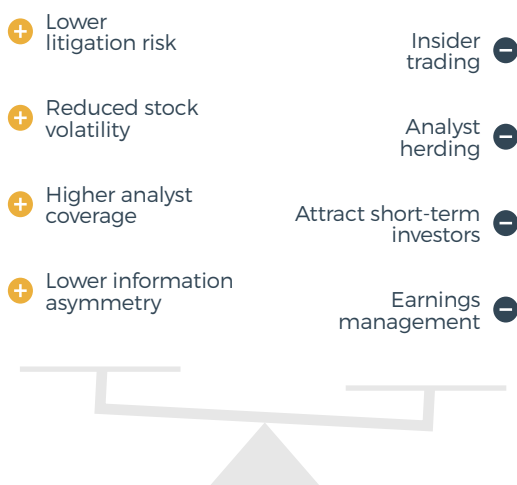 Lower
litigation risk
Reduced stock
volatility
Higher analyst
coverage
Lower information
asymmetry
Insider
trading
Analyst
herding
Attract short-term
investors
Earnings
management